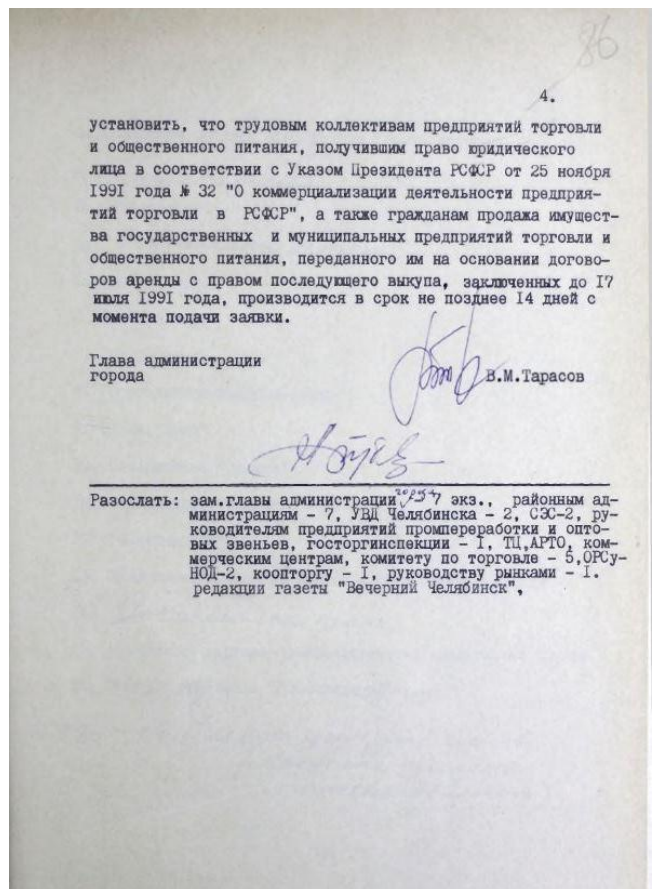 86
4.
установить, что трудовым коллективам предприятий торговли
и общественного питания, получившим право юридического
лица в соответствии с Указом Президента РСФСР от 25 ноября
1991 года № 32 "О коммерциализации деятельности предприя-
тий торговли в РСФСР", а также гражданам продажа имущест-
ва государственных и муниципальных предприятий торговли и
общественного питания, переданного им на основании догово-
ров аренды с правом последующего выкупа, заключенных до 17
июля 1991 года, производится в срок не позднее 14 дней с
момента подачи заявки.
Глава администрации
города В.М.Тарасов
Разослать: зам.главы администрации 7 экз., районным ад-
министрациям - 7, УВД Челябинска - 2, СЭС-2, ру-
ководителям предприятий промпереработки и опто-
вых звеньев, госторгинспекции - 1, ТЦ,АРТО, ком-
мерческим центрам, комитету по торговле - 5,ОРСу-
НОД-2, коопторгу - 1, руководству рынками - 1.
редакции газеты "Вечерний Челябинск",